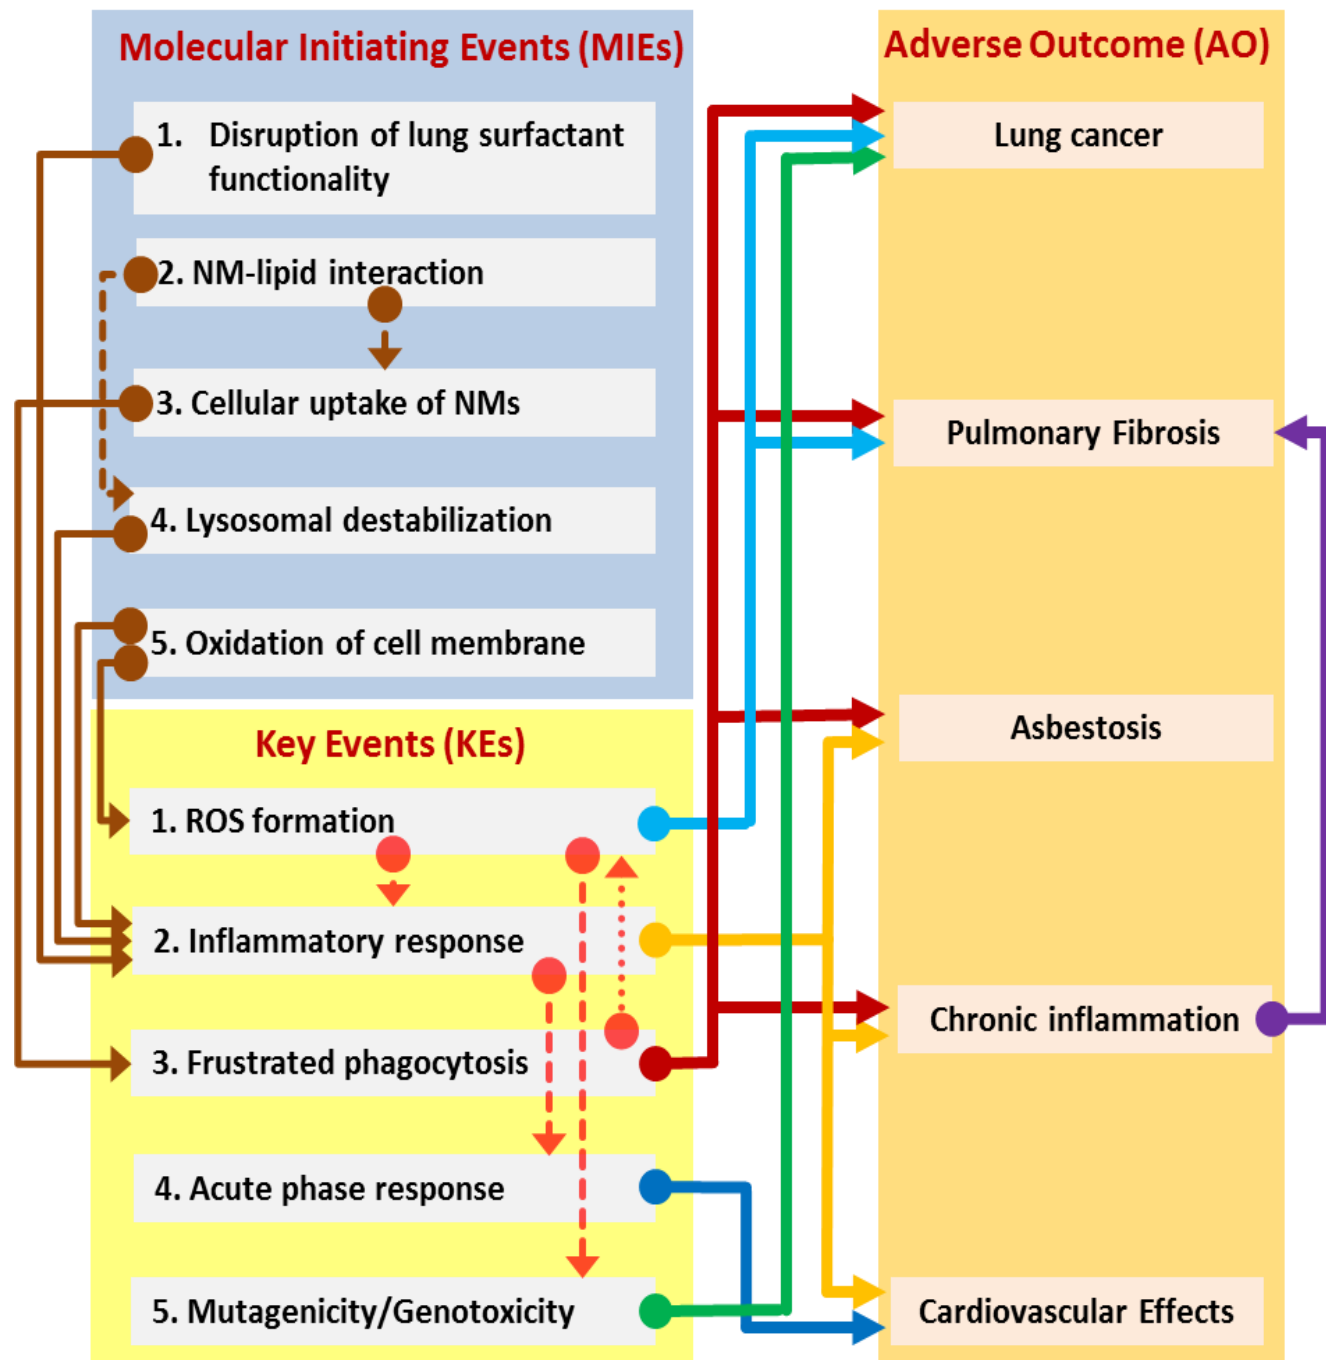 Molecular Initiating Events (MIEs)
1. Disruption of lung surfactant
functionality
2. NM-lipid interaction
3. Cellular uptake of NMs
4. Lysosomal destabilization
5. Oxidation of cell membrane
Key Events (KEs)
1. ROS formation
2. Inflammatory response
3. Frustrated phagocytosis
4. Acute phase response
5. Mutagenicity/Genotoxicity
Adverse Outcome (AO)
Lung cancer
Pulmonary Fibrosis
Asbestosis
Chronic inflammation
Cardiovascular Effects